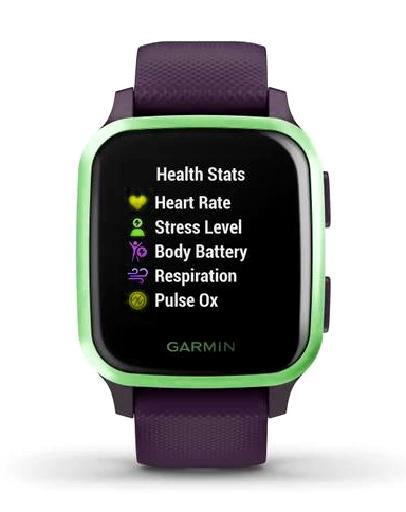 Health Stats
Heart Rate
Stress Level
Body Battery
Respiration
Pulse Ox
GARMIN